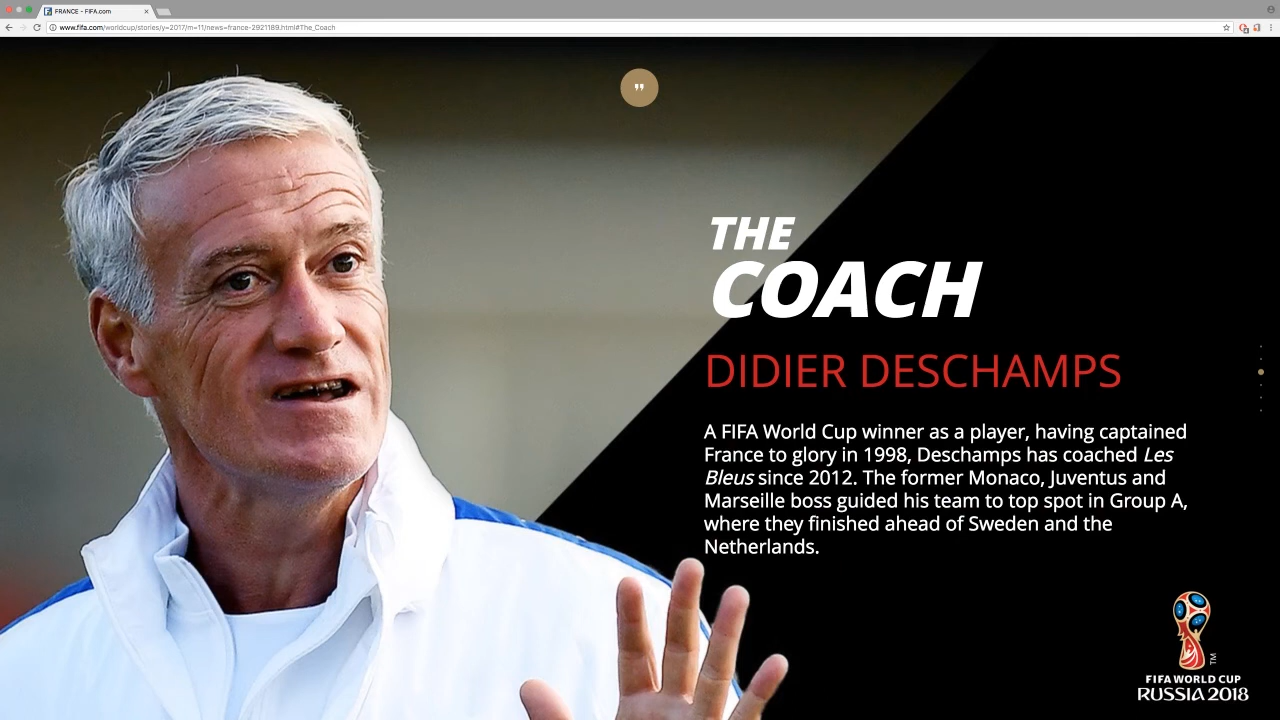 FRANCE - FIFA.com
www.fifa.com/worldcup/stories/y=2017/m=11/news=france-2921189.html#The_Coach
THE
COACH
DIDIER DESCHAMPS
A FIFA World Cup winner as a player, having captained
France to glory in 1998, Deschamps has coached Les
Bleus since 2012. The former Monaco, Juventus and
Marseille boss guided his team to top spot in Group A,
where they finished ahead of Sweden and the
Netherlands.
TM
FIFA WORLD CUP
RUSSIA 2018